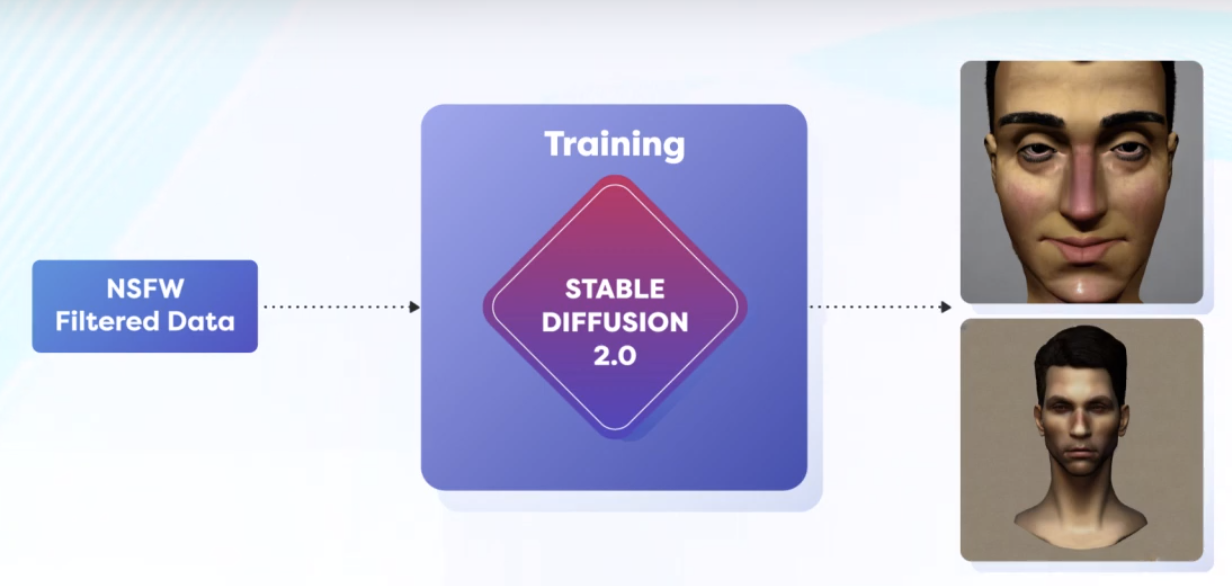 NSFW
Filtered Data
Training
STABLE
DIFFUSION
2.0